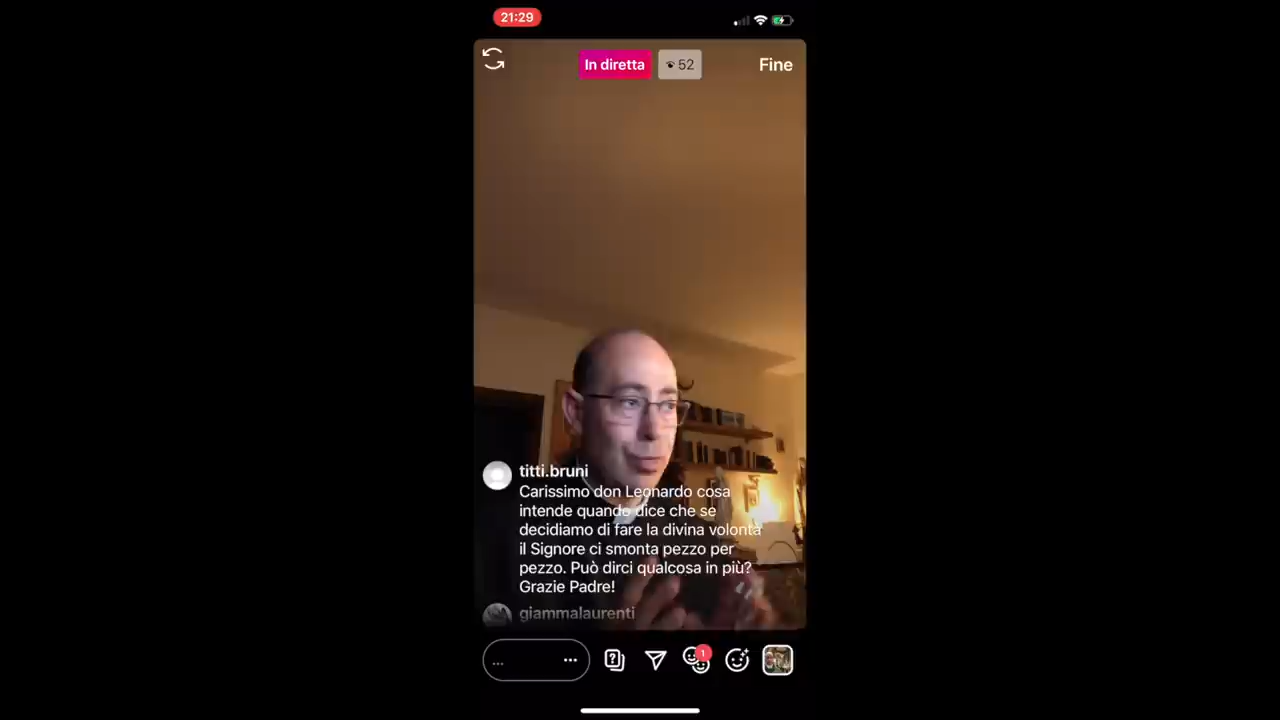 21:29
In diretta
52
Fine
titti.bruni
Carissimo don Leonardo cosa
intende quando dice che se
decidiamo di fare la divina volontà
il Signore ci smonta pezzo per
pezzo. Può dirci qualcosa in più?
Grazie Padre!
giammalaurenti
...
1